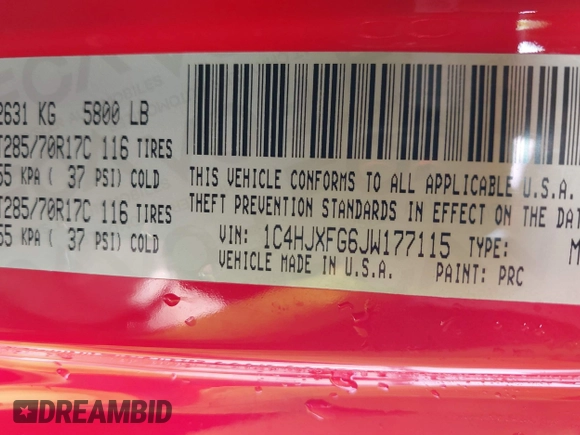 2631 KG 5800 LB
T285/70R17C 116 TIRES
55 KPA ( 37 PSI) COLD
T285/70R17C 116 TIRES
55 KPA ( 37 PSI) COLD
THIS VEHICLE CONFORMS TO ALL APPLICABLE U.S.A.
THEFT PREVENTION STANDARDS IN EFFECT ON THE DAT
VIN: 1C4HJXFG6JW177115 TYPE: M
VEHICLE MADE IN U.S.A. PAINT: PRC
DREAMBID